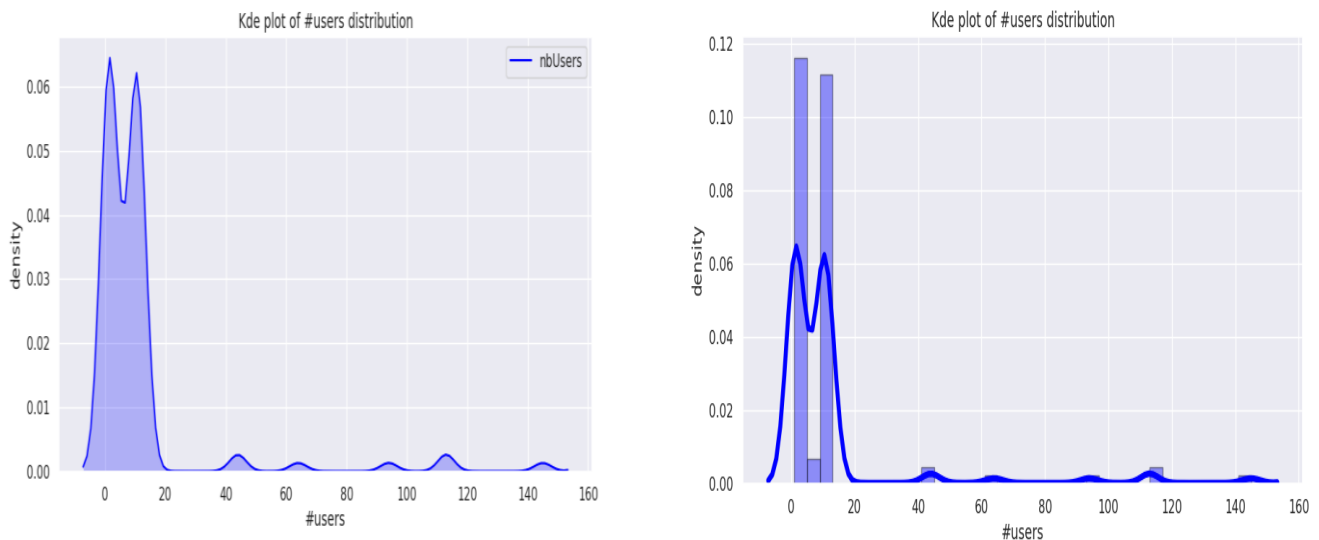 Kde plot of #users distribution
nbUsers
0.06
0.05
0.04
0.03
0.02
0.01
0.00
density
0 20 40 60 80 100 120 140 160
#users
Kde plot of #users distribution
0.12
0.10
0.08
0.06
0.04
0.02
0.00
density
0 20 40 60 80 100 120 140 160
#users